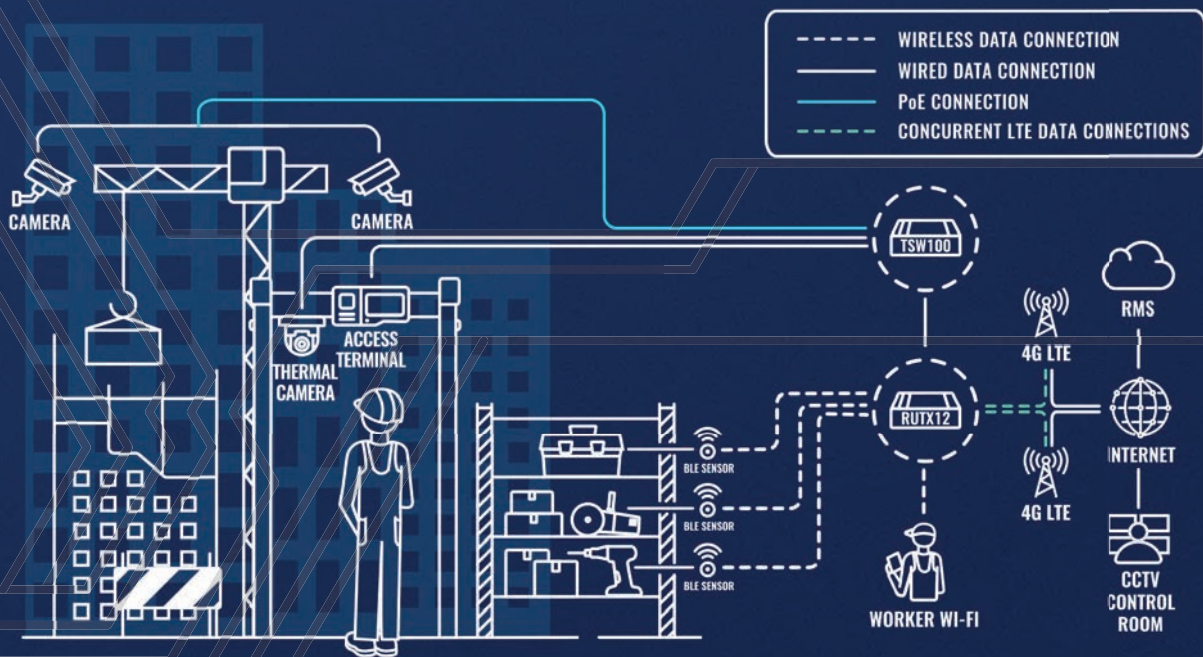 WIRELESS DATA CONNECTION
WIRED DATA CONNECTION
PoE CONNECTION
CONCURRENT LTE DATA CONNECTIONS
CAMERA
CAMERA
TSW100
RMS
4G LTE
ACCESS
TERMINAL
THERMAL
CAMERA
RUTX12
INTERNET
BLE SENSOR
BLE SENSOR
4G LTE
BLE SENSOR
WORKER WI-FI
CCTV
CONTROL
ROOM